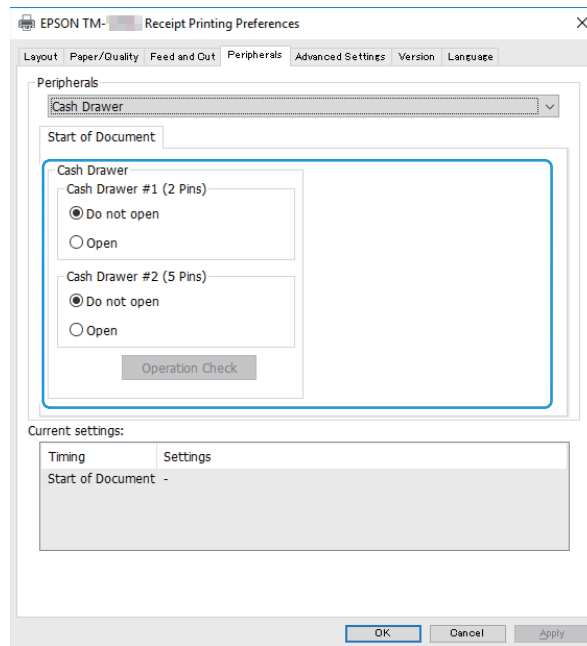 EPSON TM- Receipt Printing Preferences
Layout Paper/Quality Feed and Cut Peripherals Advanced Settings Version Language
Peripherals
Cash Drawer
Start of Document
Cash Drawer
Cash Drawer #1 (2 Pins)
Do not open
Open
Cash Drawer #2 (5 Pins)
Do not open
Open
Operation Check
Current settings:
Timing Settings
Start of Document -
OK Cancel Apply